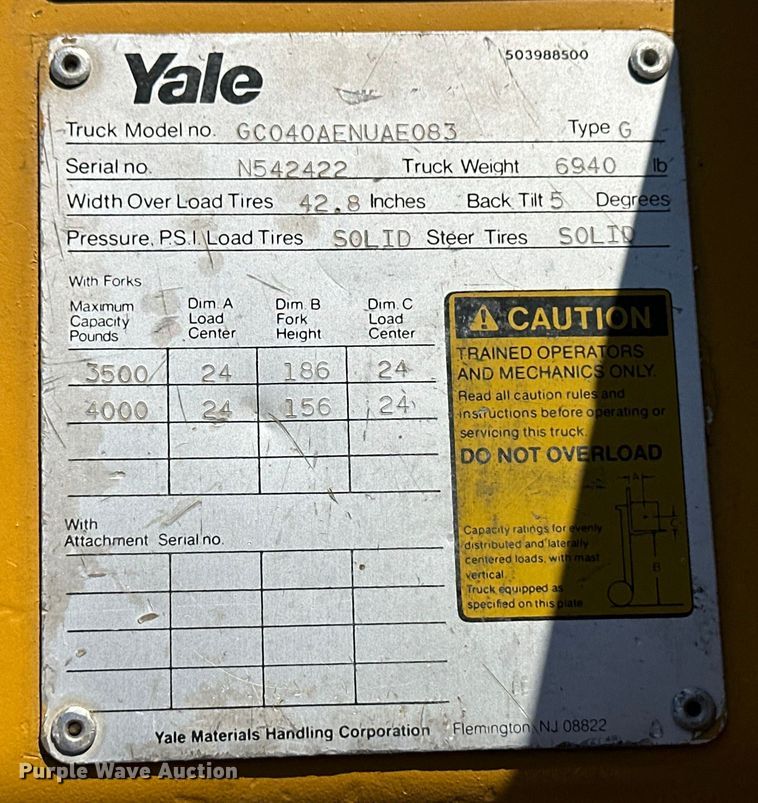 503988500
Yale
Truck Model no. GC040AENUAE083 Type G
Serial no. N542422 Truck Weight 6940 lb
Width Over Load Tires 42.8 Inches Back Tilt 5 Degrees
Pressure, P.S.I. Load Tires SOLID Steer Tires SOLID
With Forks
Maximum Capacity Pounds
Dim. A Load Center
Dim. B Fork Height
Dim. C Load Center
3500 24 186 24
4000 24 156 24
With
Attachment Serial no.
CAUTION
TRAINED OPERATORS
AND MECHANICS ONLY.
Read all caution rules and
instructions before operating or
servicing this truck.
DO NOT OVERLOAD
A
C
B
Capacity ratings for evenly
distributed and laterally
centered loads, with mast
vertical.
Truck equipped as
specified on this plate.
Yale Materials Handling Corporation Flemington, NJ 08822
Purple Wave Auction